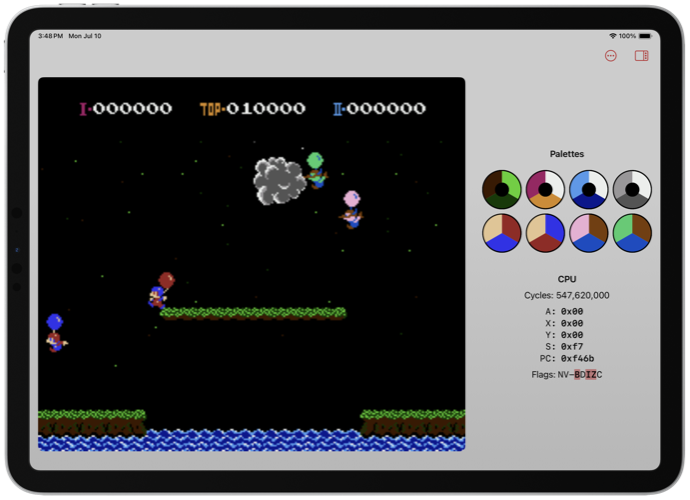 3:48 PM Mon Jul 10
100%
I-000000 TOP-010000 II-000000
Palettes
CPU
Cycles: 547,620,000
A: 0x00
X: 0x00
Y: 0x00
S: 0xf7
PC: 0xf46b
Flags: NV-BDIZC